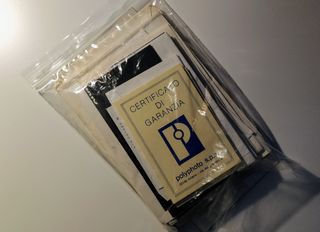 CERTIFICATO
DI
GARANZIA
polyphoto s.p.a.